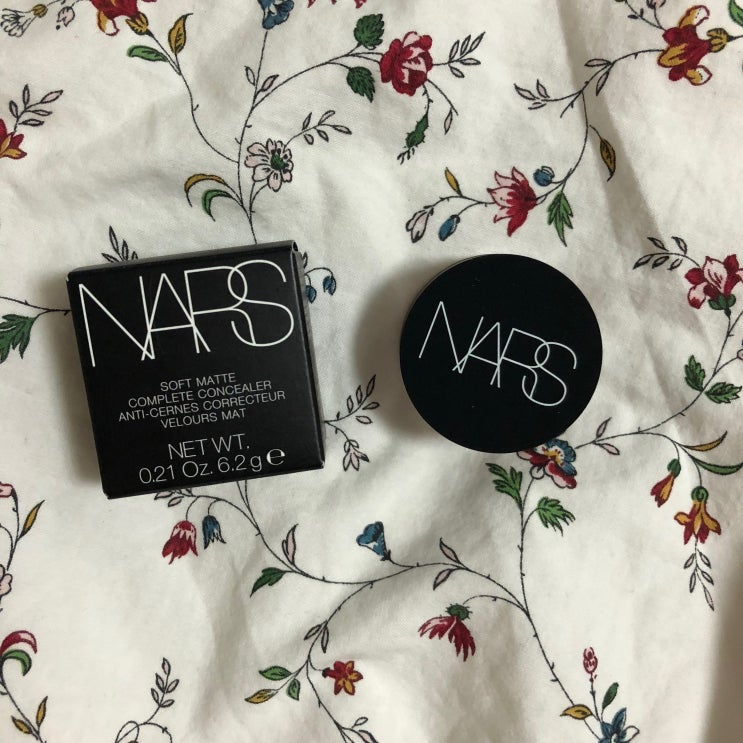 NARS
SOFT MATTE
COMPLETE CONCEALER
ANTI-CERNES CORRECTEUR
VELOURS MAT
NET WT.
0.21 Oz. 6.2 g ℮
NARS